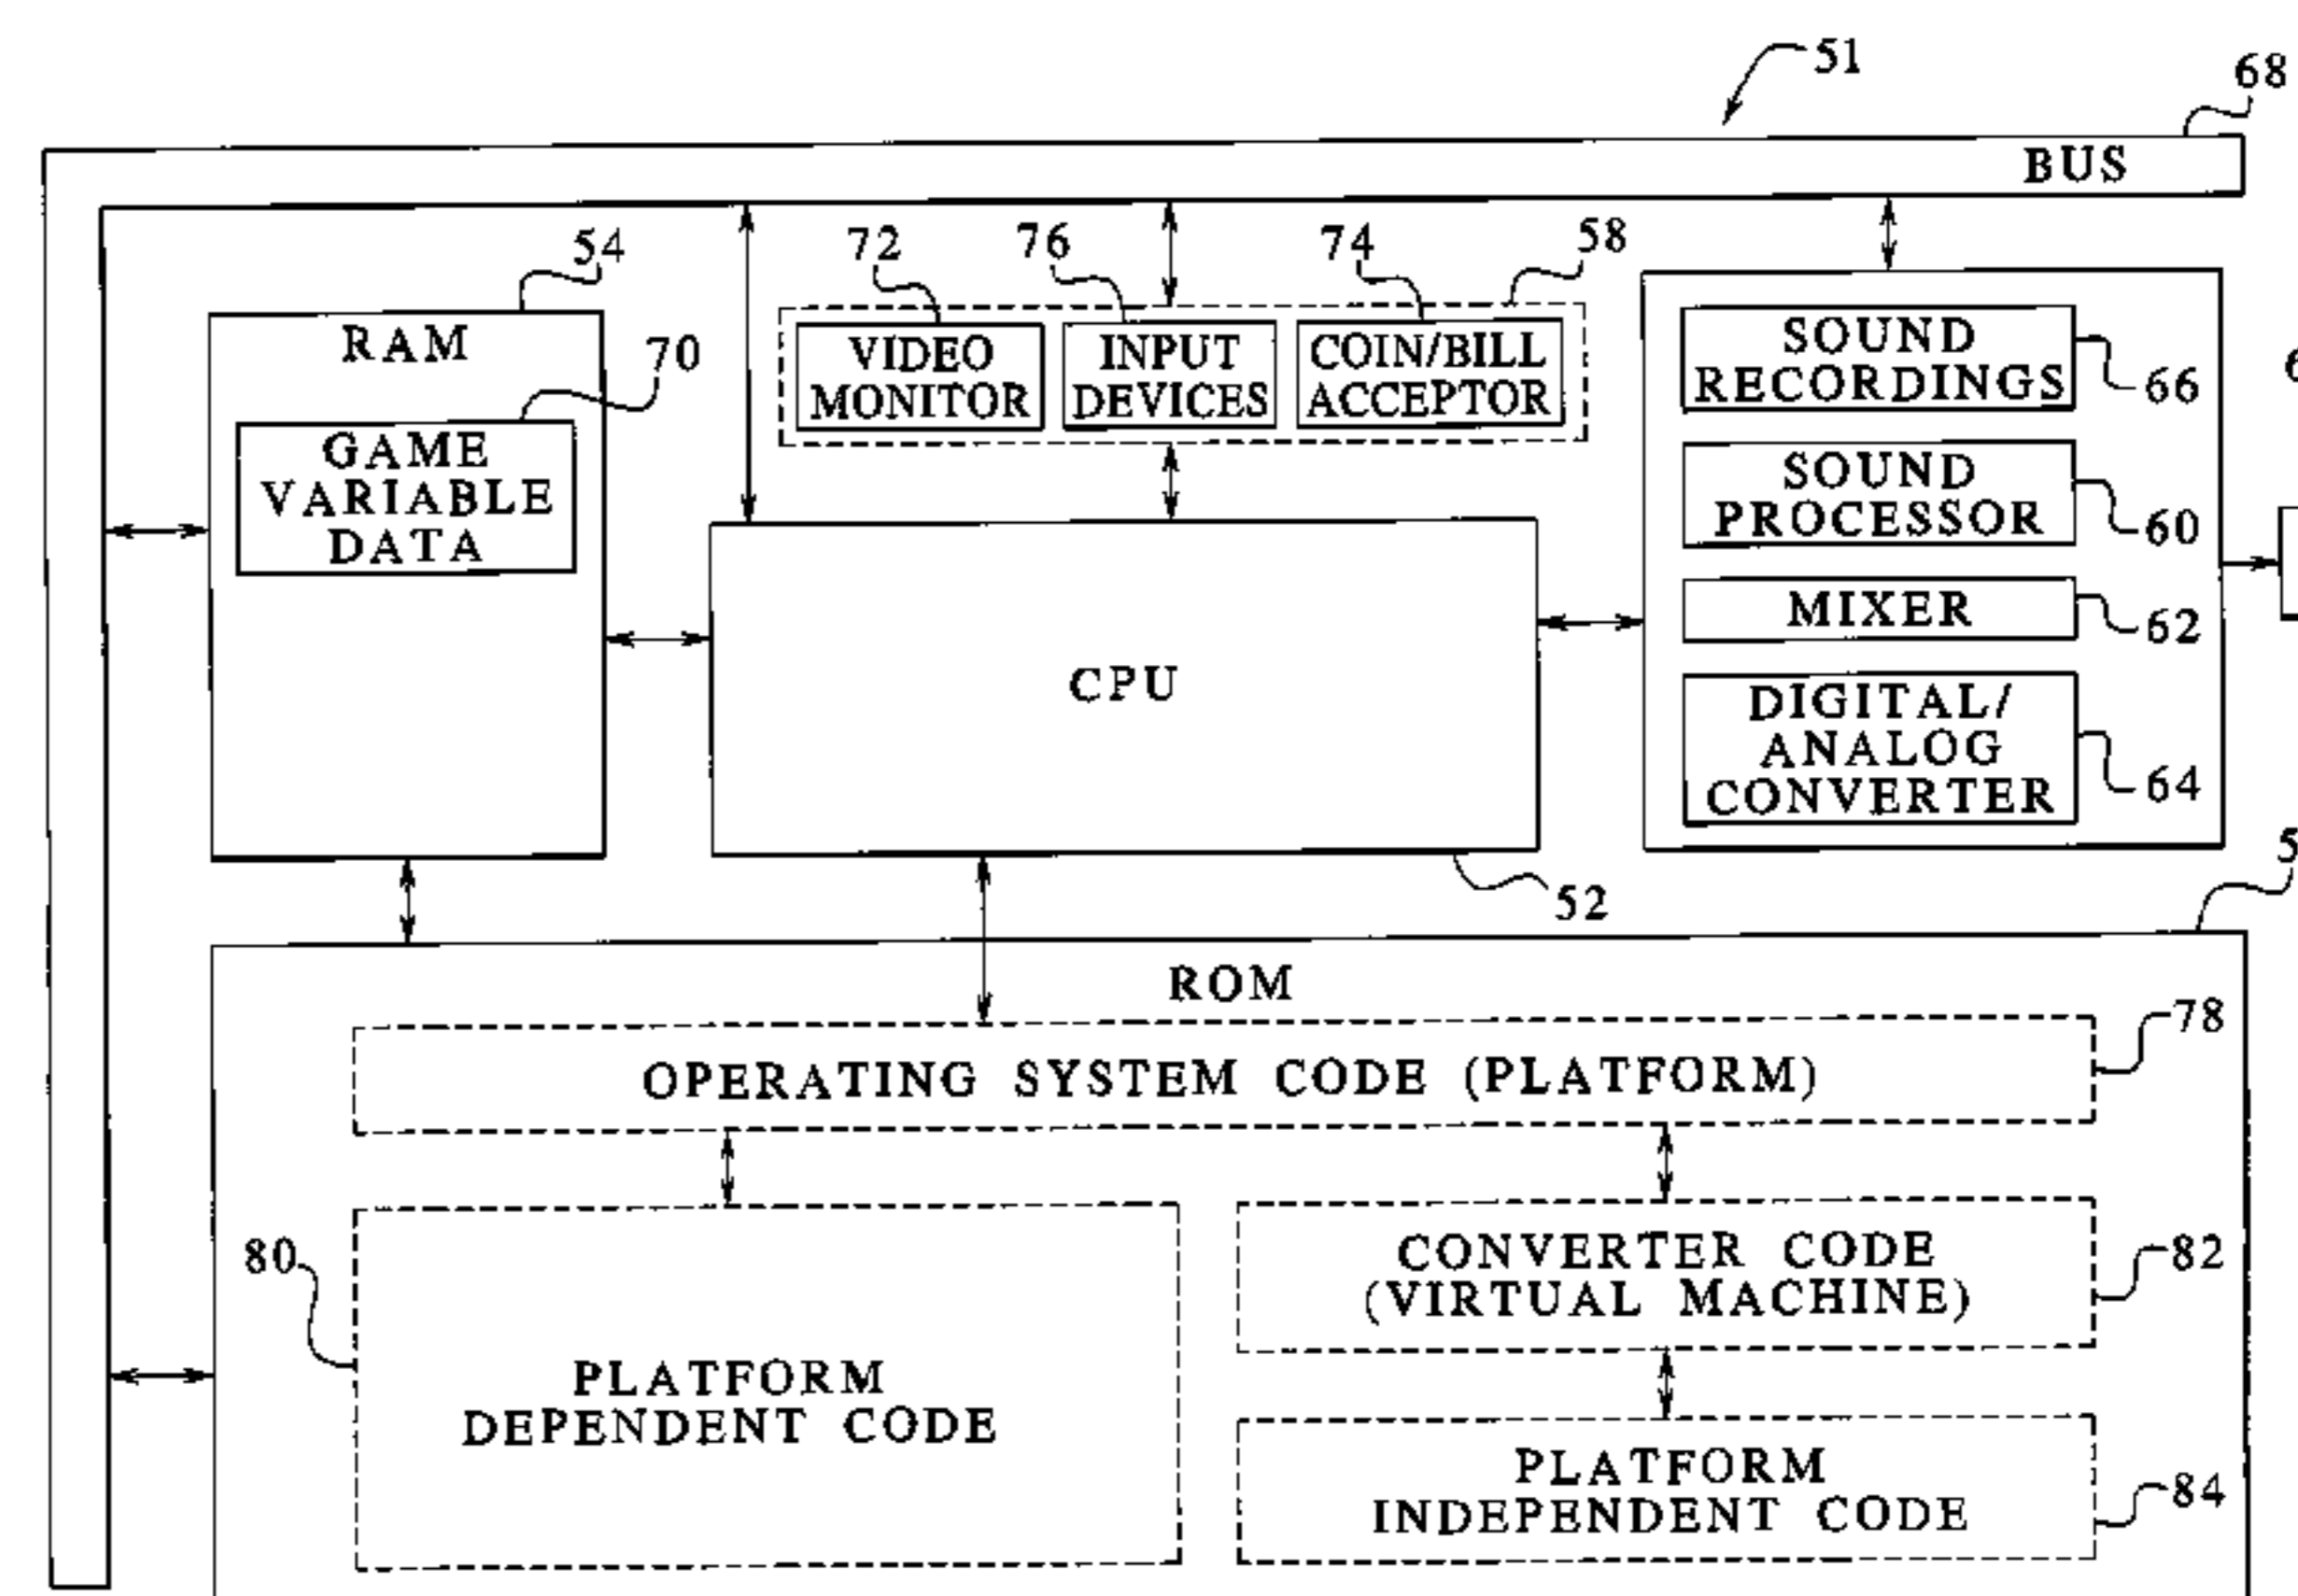 51
68
BUS
54
72
76
74
58
RAM
70
VIDEO
MONITOR
INPUT
DEVICES
COIN/BILL
ACCEPTOR
SOUND
RECORDINGS
66
GAME
VARIABLE
DATA
SOUND
PROCESSOR
60
MIXER
62
CPU
DIGITAL/
ANALOG
CONVERTER
64
52
ROM
78
OPERATING SYSTEM CODE (PLATFORM)
80
CONVERTER CODE
(VIRTUAL MACHINE)
82
PLATFORM
DEPENDENT CODE
PLATFORM
INDEPENDENT CODE
84